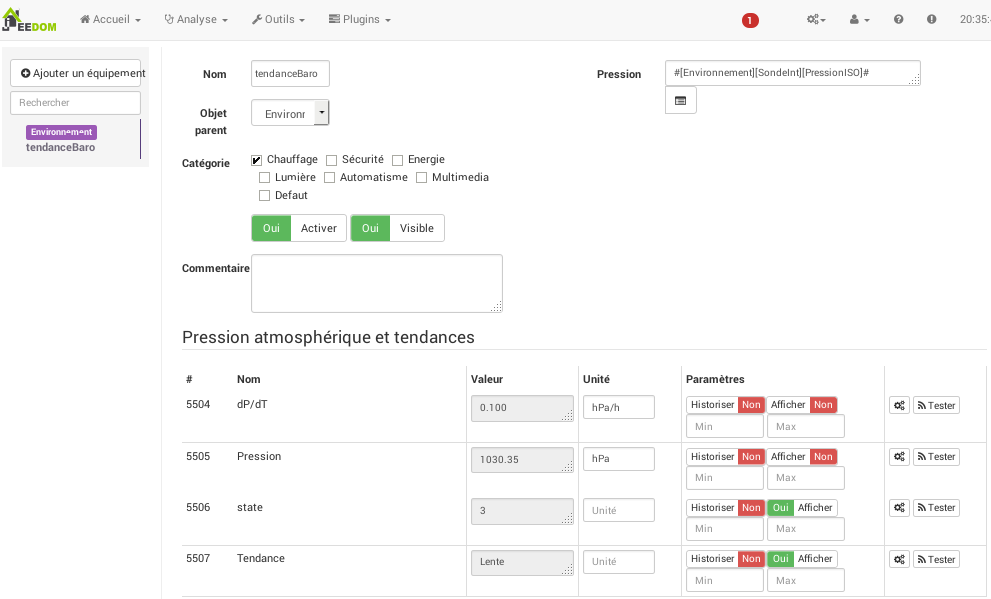 JEEDOM Accueil Analyse Outils Plugins 1 20:35:
Ajouter un équipement
Rechercher
Environnement
tendanceBaro
Nom tendanceBaro
Pression #[Environnement][SondeInt][PressionISO]#
Objet parent Environr
Catégorie Chauffage Sécurité Energie
Lumière Automatisme Multimedia
Defaut
Oui Activer Oui Visible
Commentaire
Pression atmosphérique et tendances
# Nom Valeur Unité Paramètres
5504 dP/dT 0.100 hPa/h Historiser Non Afficher Non Tester
Min Max
5505 Pression 1030.35 hPa Historiser Non Afficher Non Tester
Min Max
5506 state 3 Unité Historiser Non Oui Afficher Tester
Min Max
5507 Tendance Lente Unité Historiser Non Oui Afficher Tester
Min Max